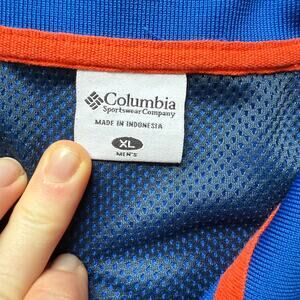 Columbia
Sportswear Company
MADE IN INDONESIA
XL
MEN'S